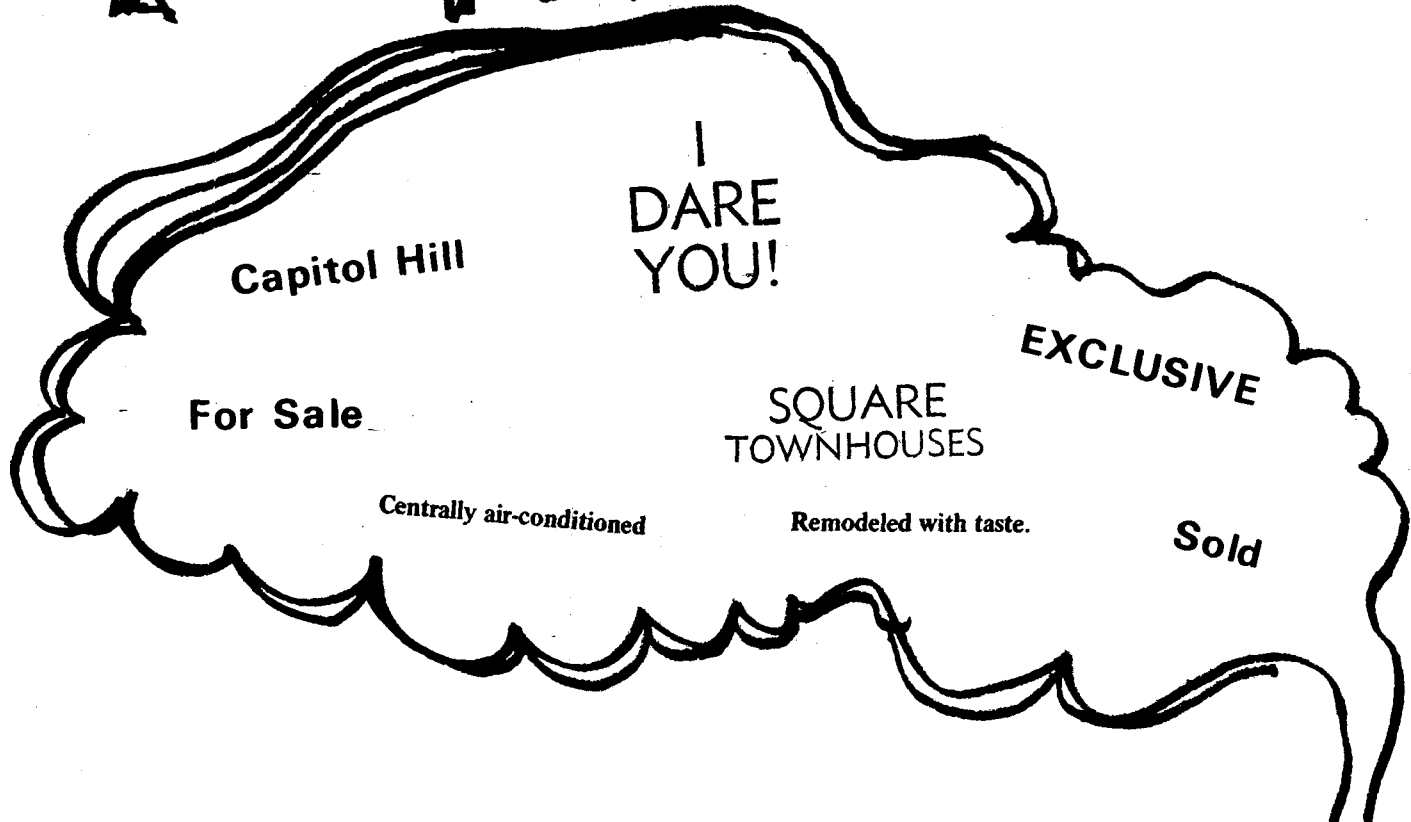 I
DARE
YOU!
Capitol Hill
EXCLUSIVE
For Sale
SQUARE
TOWNHOUSES
Centrally air-conditioned
Remodeled with taste.
Sold